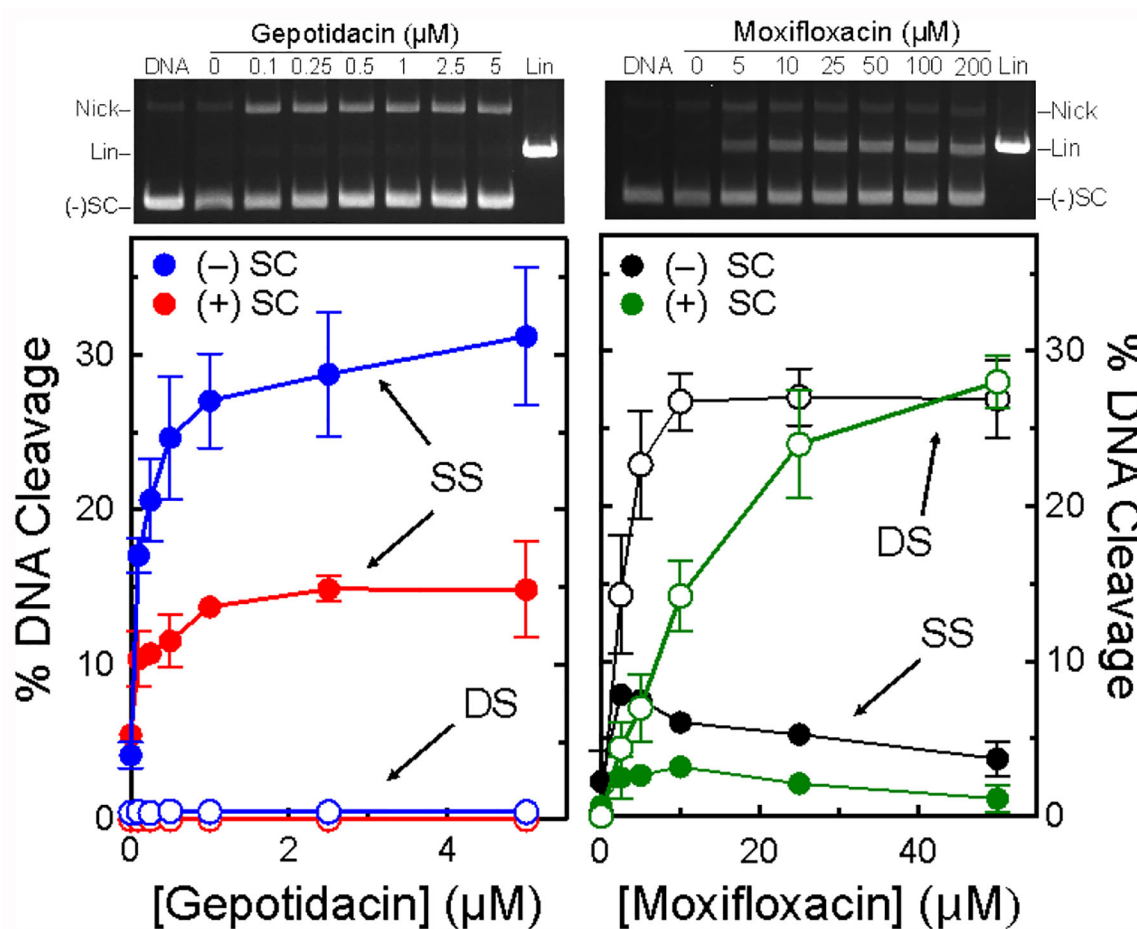 Gepotidacin (µM)
DNA 0 0.1 0.25 0.5 1 2.5 5 Lin
Nick–
Lin–
(-)SC–
Moxifloxacin (µM)
DNA 0 5 10 25 50 100 200 Lin
–Nick
–Lin
–(-)SC
% DNA Cleavage
30
20
10
0
(–) SC
(+) SC
SS
DS
0 2 4
[Gepotidacin] (µM)
(–) SC
(+) SC
DS
SS
30
20
10
0
% DNA Cleavage
0 20 40
[Moxifloxacin] (µM)